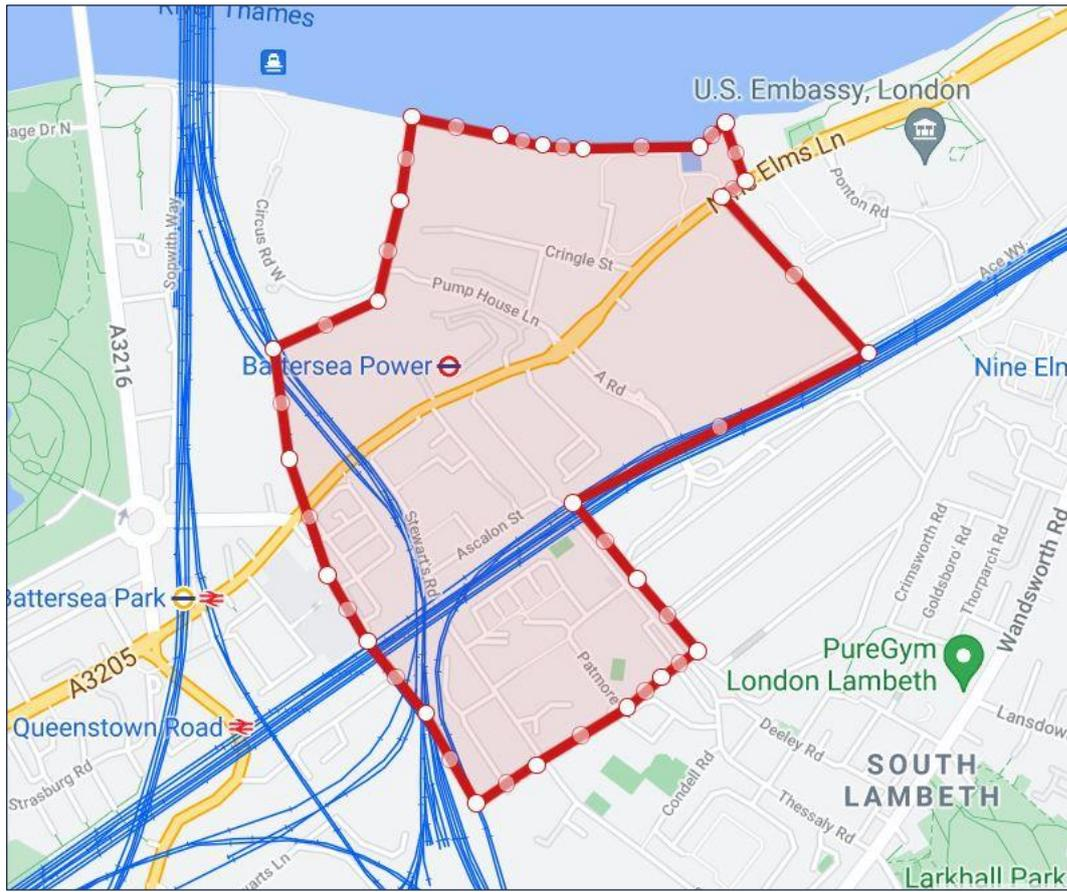 River Thames
U.S. Embassy, London
age Dr N
Nine Elms Ln
Ponton Rd
Sopwith Way
Circus Rd W
Cringle St
Ace Wy.
Pump House Ln
A3216
Battersea Power
A Rd
Nine Elm
Stewart's Rd
Ascalon St
Crimsworth Rd
Goldsboro' Rd
Thorparch Rd
Wandsworth Rd
Battersea Park
A3205
Patmore
PureGym
London Lambeth
Queenstown Road
Deeley Rd
Lansdow
Strasburg Rd
Condell Rd
SOUTH
LAMBETH
Thessaly Rd
warts Ln
Larkhall Park